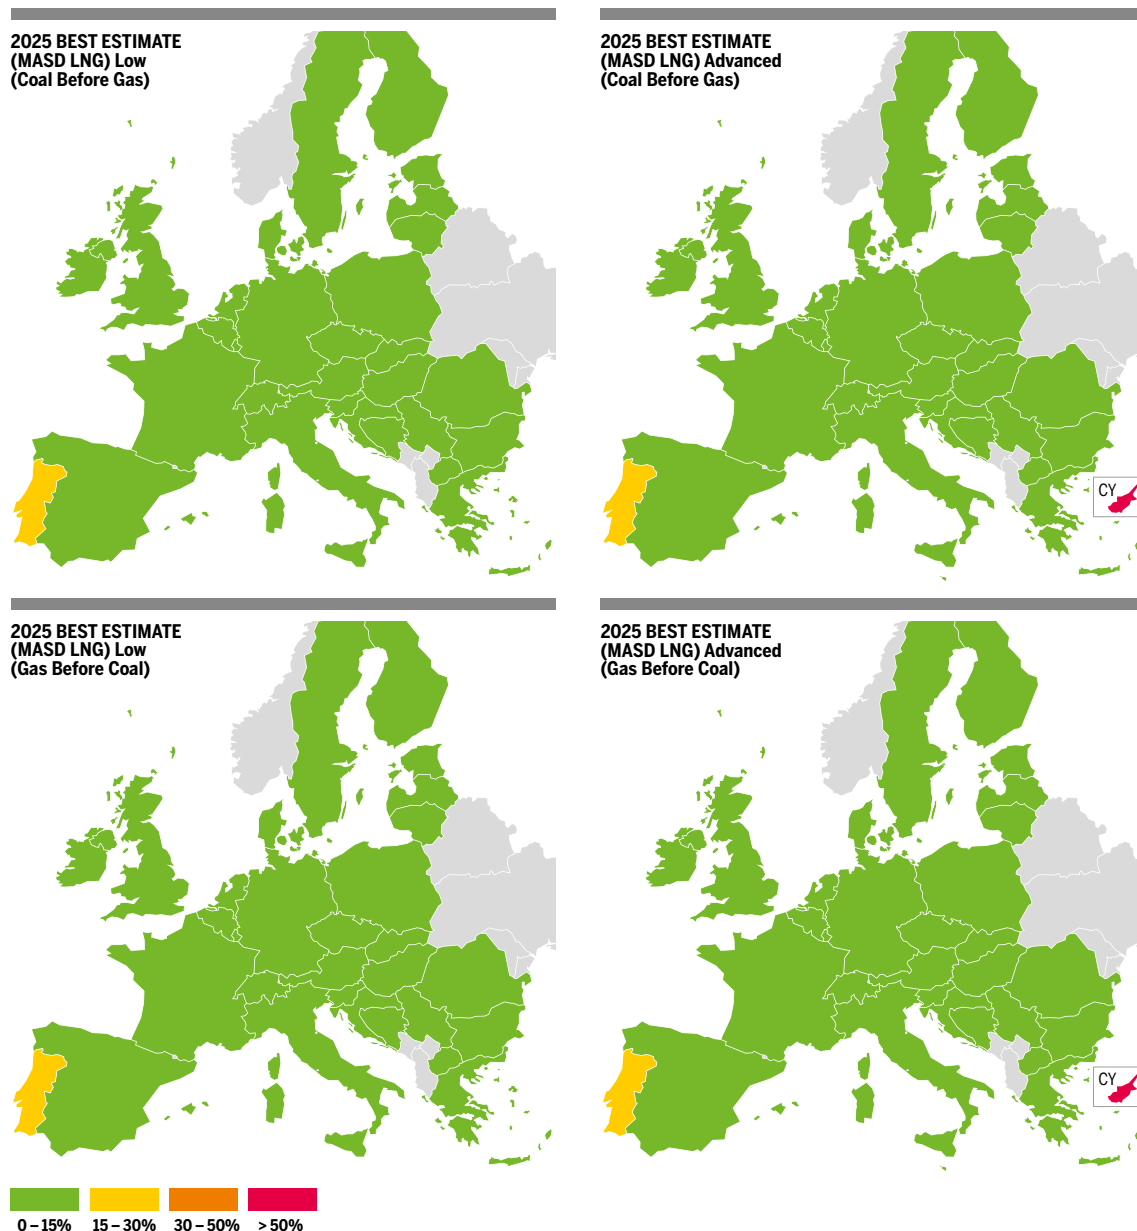 2025 BEST ESTIMATE
(MASD LNG) Low
(Coal Before Gas)
2025 BEST ESTIMATE
(MASD LNG) Advanced
(Coal Before Gas)
CY
2025 BEST ESTIMATE
(MASD LNG) Low
(Gas Before Coal)
2025 BEST ESTIMATE
(MASD LNG) Advanced
(Gas Before Coal)
CY
0 – 15% 15 – 30% 30 – 50% > 50%